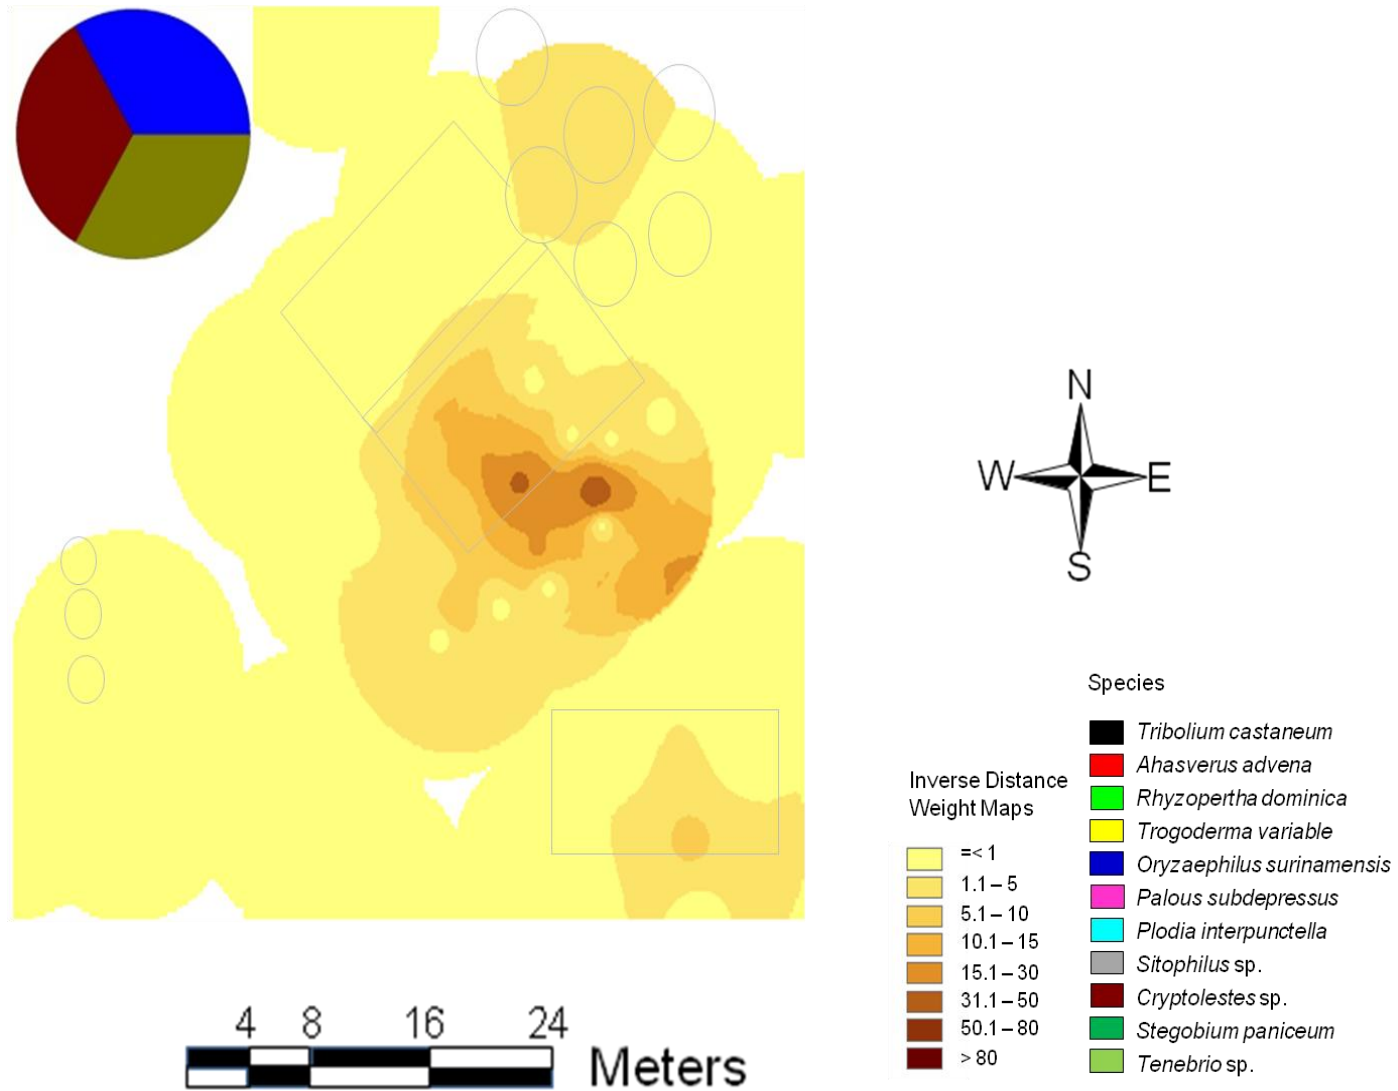 N
W E
S
Species
Tribolium castaneum
Ahasverus advena
Rhyzopertha dominica
Trogoderma variable
Oryzaephilus surinamensis
Palous subdepressus
Plodia interpunctella
Sitophilus sp.
Cryptolestes sp.
Stegobium paniceum
Tenebrio sp.
Inverse Distance
Weight Maps
=< 1
1.1 – 5
5.1 – 10
10.1 – 15
15.1 – 30
31.1 – 50
50.1 – 80
> 80
4 8 16 24
Meters